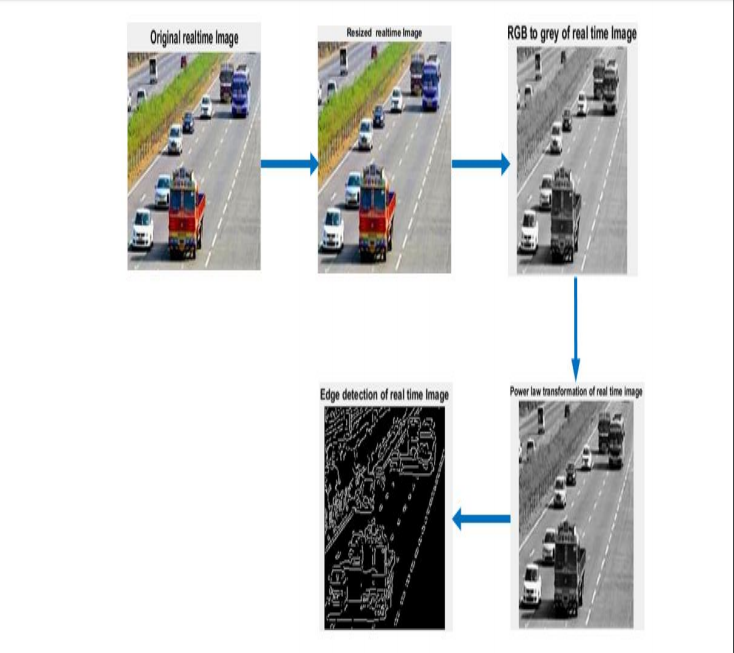 Original realtime Image
Resized realtime Image
RGB to grey of real time Image
Power law transformation of real time image
Edge detection of real time Image